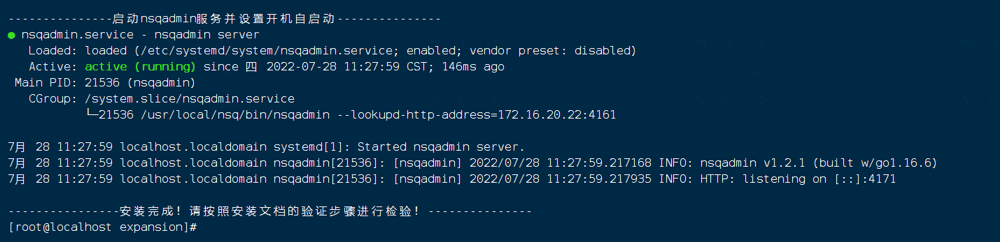 ---------------启动nsqadmin服务并设置开机自启动---------------
● nsqadmin.service - nsqadmin server
   Loaded: loaded (/etc/systemd/system/nsqadmin.service; enabled; vendor preset: disabled)
   Active: active (running) since 四 2022-07-28 11:27:59 CST; 146ms ago
 Main PID: 21536 (nsqadmin)
   CGroup: /system.slice/nsqadmin.service
           └─21536 /usr/local/nsq/bin/nsqadmin --lookupd-http-address=172.16.20.22:4161

7月 28 11:27:59 localhost.localdomain systemd[1]: Started nsqadmin server.
7月 28 11:27:59 localhost.localdomain nsqadmin[21536]: [nsqadmin] 2022/07/28 11:27:59.217168 INFO: nsqadmin v1.2.1 (built w/go1.16.6)
7月 28 11:27:59 localhost.localdomain nsqadmin[21536]: [nsqadmin] 2022/07/28 11:27:59.217935 INFO: HTTP: listening on [::]:4171

----------------安装完成！请按照安装文档的验证步骤进行检验！---------------
[root@localhost expansion]#